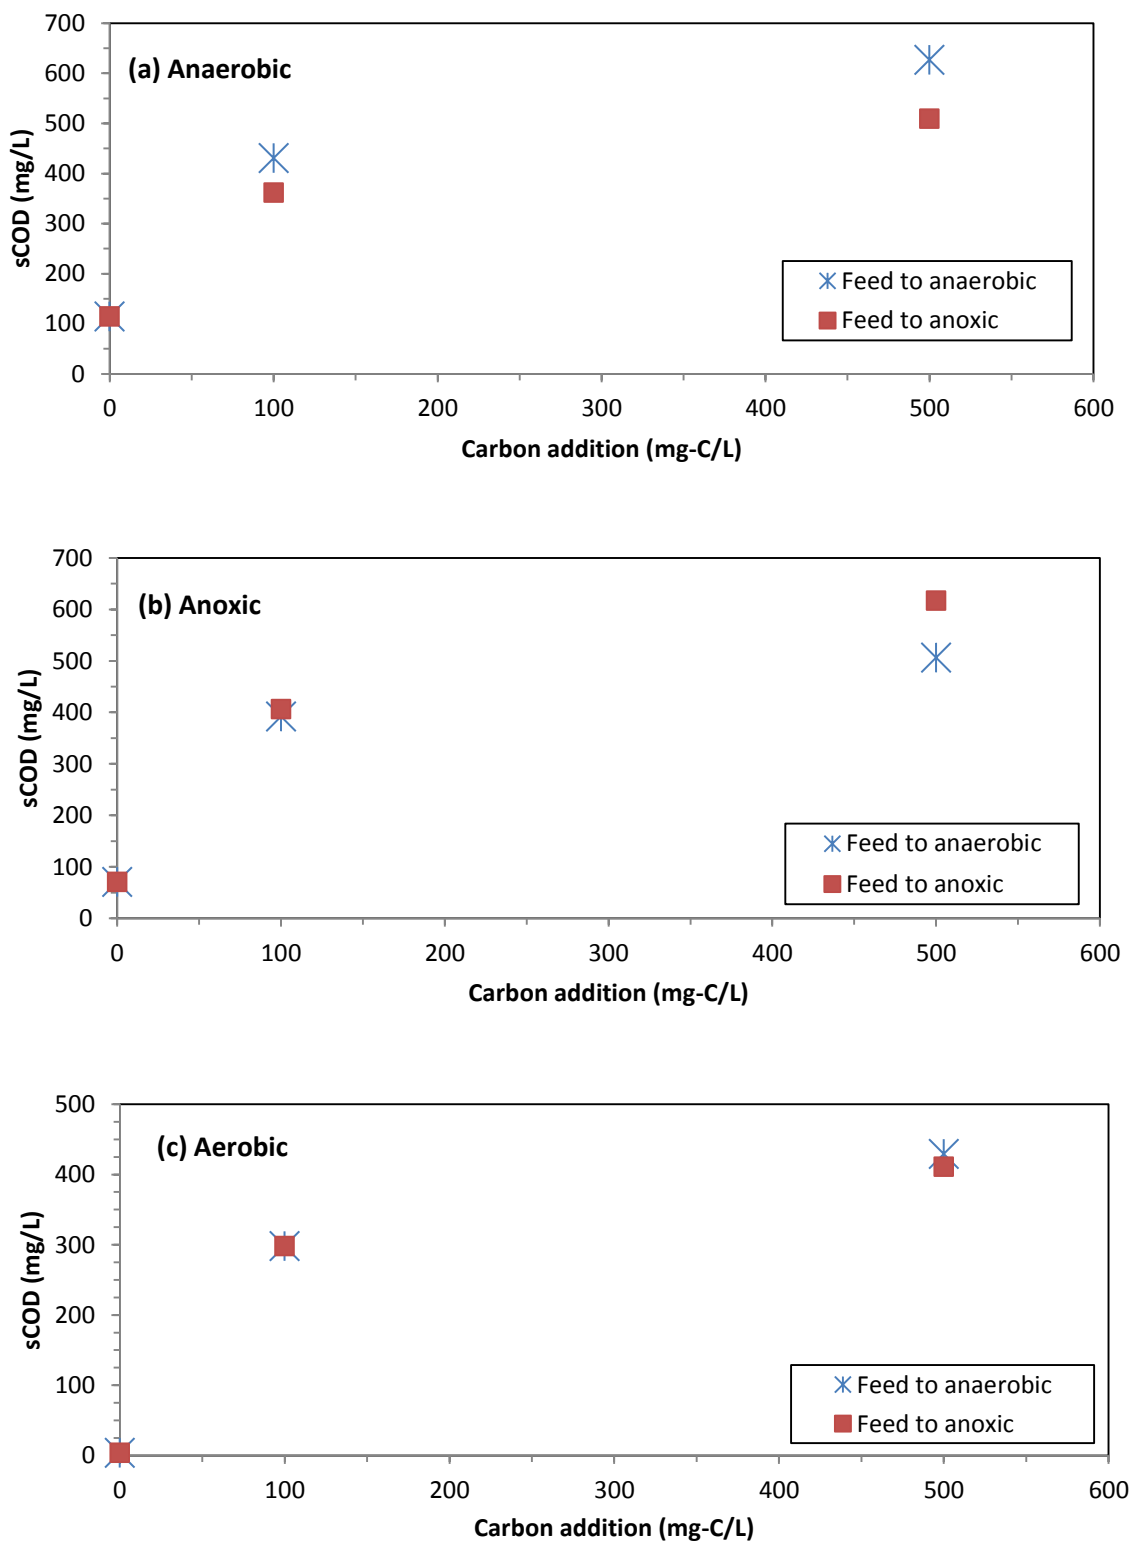 700
600
500
400
300
200
100
0
sCOD (mg/L)
(a) Anaerobic
Feed to anaerobic
Feed to anoxic
0 100 200 300 400 500 600
Carbon addition (mg-C/L)
700
600
500
400
300
200
100
0
sCOD (mg/L)
(b) Anoxic
Feed to anaerobic
Feed to anoxic
0 100 200 300 400 500 600
Carbon addition (mg-C/L)
500
400
300
200
100
0
sCOD (mg/L)
(c) Aerobic
Feed to anaerobic
Feed to anoxic
0 100 200 300 400 500 600
Carbon addition (mg-C/L)